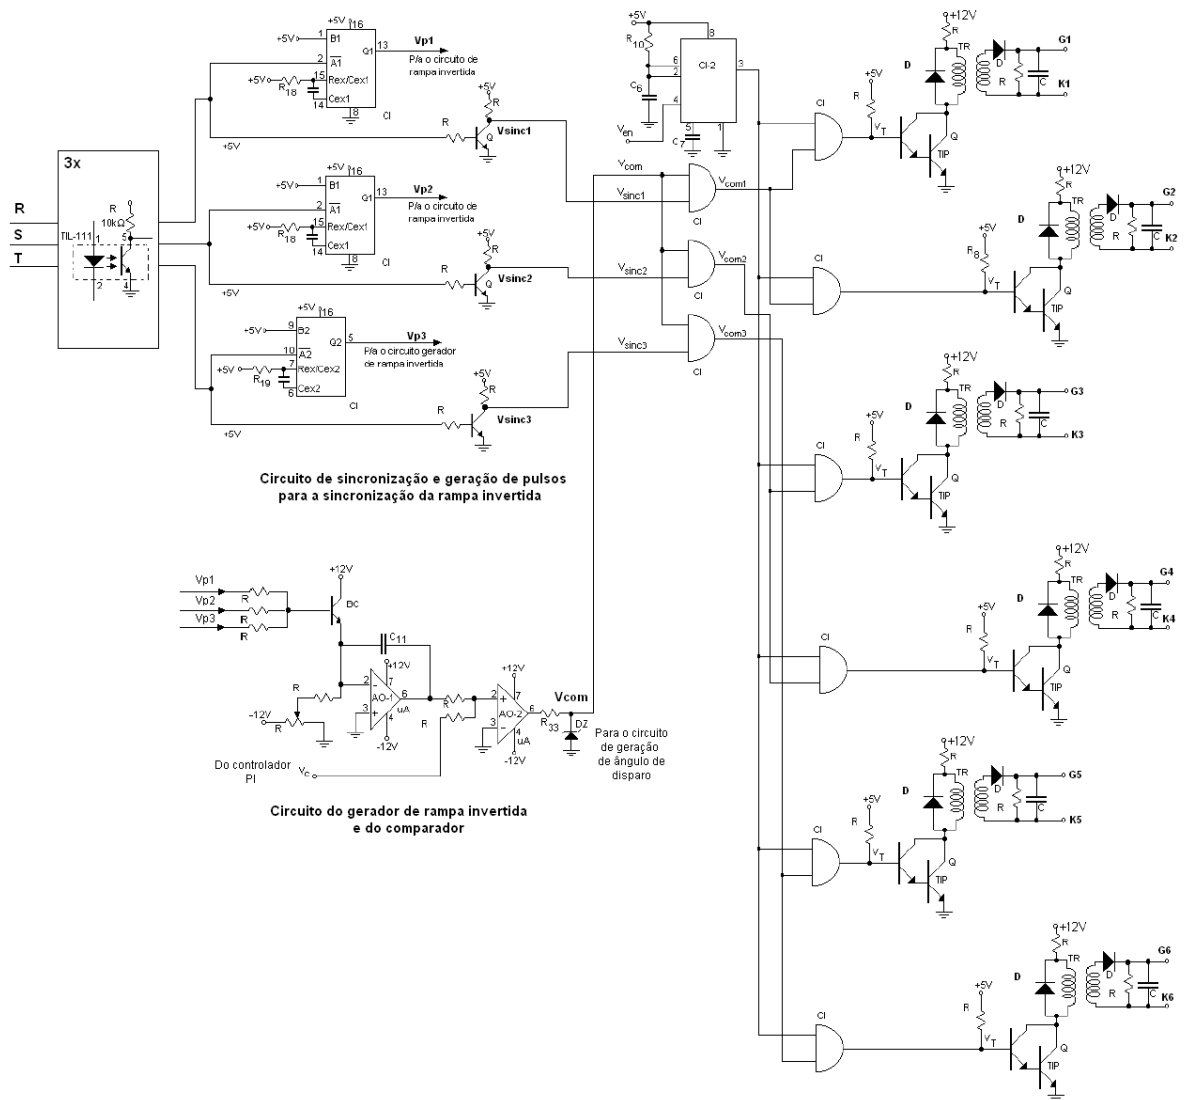 +5V
16
+5V
1
B1
13
Vp1
2
A1
Q1
P/a o circuito de
rampa invertida
+5V
15
Rex/Cex1
R18
14
Cex1
8
CI
+5V
R
R
Vsinc1
Q
+5V
3x
R
S
T
R
10kΩ
TIL-111
1
5
2
4
+5V
16
+5V
1
B1
13
Vp2
2
A1
Q1
P/a o circuito de
rampa invertida
+5V
15
Rex/Cex1
R18
14
Cex1
8
CI
+5V
R
R
Vsinc2
Q
+5V
+5V
16
+5V
9
B2
5
Vp3
10
A2
Q2
P/a o circuito gerador
de rampa invertida
+5V
7
Rex/Cex2
R19
6
Cex2
CI
+5V
R
R
Vsinc3
+5V
Circuito de sincronização e geração de pulsos
para a sincronização da rampa invertida
+5V
R10
8
6
2
CI-2
3
C6
4
Ven
5
1
C7
Vcom
Vsinc1
Vcom1
CI
Vsinc2
Vcom2
CI
Vsinc3
Vcom3
CI
Vp1
Vp2
Vp3
R
R
R
+12V
BC
C11
+12V
R
2
7
AO-1
6
3
4
uA
-12V
-12V
R
R
R
+12V
2
7
AO-2
6
3
4
uA
-12V
R33
Vcom
DZ
Para o circuito
de geração
de ângulo de
disparo
Do controlador
PI
Vc
Circuito do gerador de rampa invertida
e do comparador
+12V
R
TR
D
D
R
C
G1
K1
+5V
R
CI
VT
Q
TIP
+12V
R
TR
D
D
R
C
G2
K2
+5V
R8
CI
VT
Q
TIP
+12V
R
TR
D
D
R
C
G3
K3
+5V
R
CI
VT
Q
TIP
+12V
R
TR
D
D
R
C
G4
K4
+5V
R
CI
VT
Q
TIP
+12V
R
TR
D
D
R
C
G5
K5
+5V
R
CI
VT
Q
TIP
+12V
R
TR
D
D
R
C
G6
K6
+5V
R
CI
VT
Q
TIP